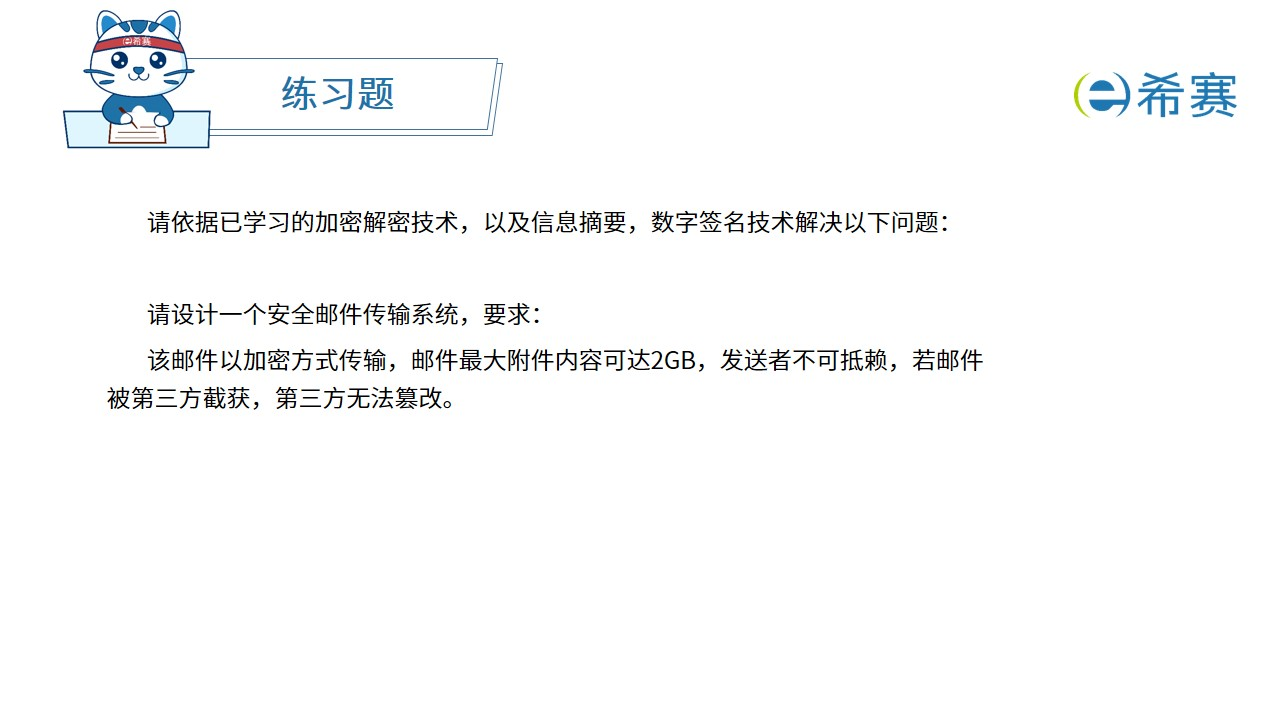 希赛
练习题
希赛
请依据已学习的加密解密技术，以及信息摘要，数字签名技术解决以下问题：
请设计一个安全邮件传输系统，要求：
该邮件以加密方式传输，邮件最大附件内容可达2GB，发送者不可抵赖，若邮件
被第三方截获，第三方无法篡改。